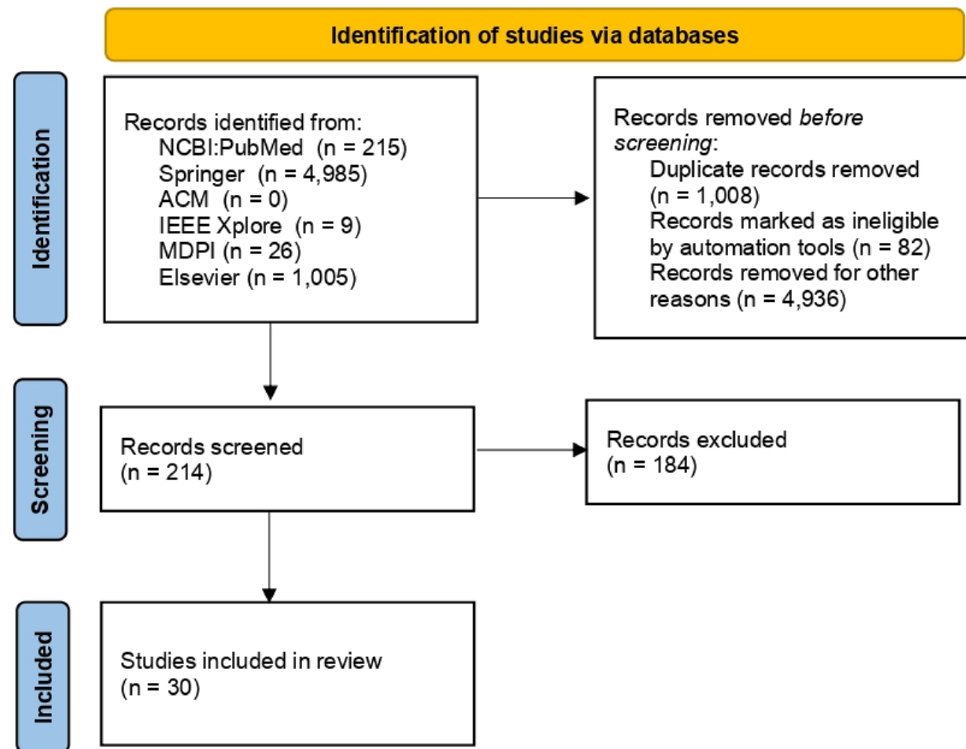 Identification of studies via databases
Identification
Records identified from:
NCBI:PubMed (n = 215)
Springer (n = 4,985)
ACM (n = 0)
IEEE Xplore (n = 9)
MDPI (n = 26)
Elsevier (n = 1,005)
Records removed before
screening:
Duplicate records removed
(n = 1,008)
Records marked as ineligible
by automation tools (n = 82)
Records removed for other
reasons (n = 4,936)
Screening
Records screened
(n = 214)
Records excluded
(n = 184)
Included
Studies included in review
(n = 30)